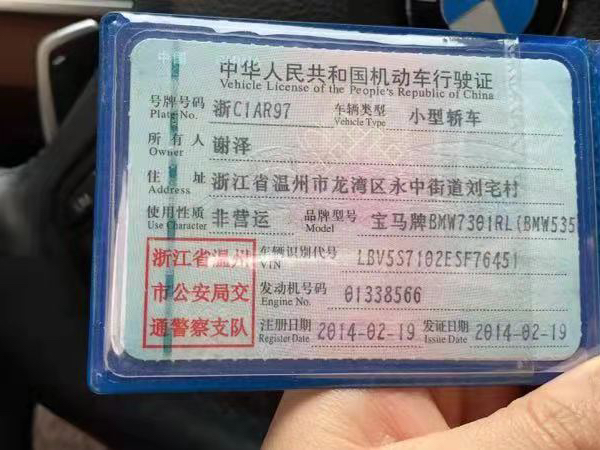 中华人民共和国机动车行驶证
Vehicle License of the People's Republic of China
号牌号码 浙C1AR97 车辆类型 小型轿车
Plate No. Vehicle Type
所有人 谢泽
Owner
住址 浙江省温州市龙湾区永中街道刘宅村
Address
使用性质 非营运 品牌型号 宝马牌BMW7301RL(BMW535
Use Character Model
浙江省温州 车辆识别代号 LBV5S7102ESF76451
VIN
市公安局交 发动机号码 01338566
Engine No.
通警察支队 注册日期 2014-02-19 发证日期 2014-02-19
Register Date Issue Date